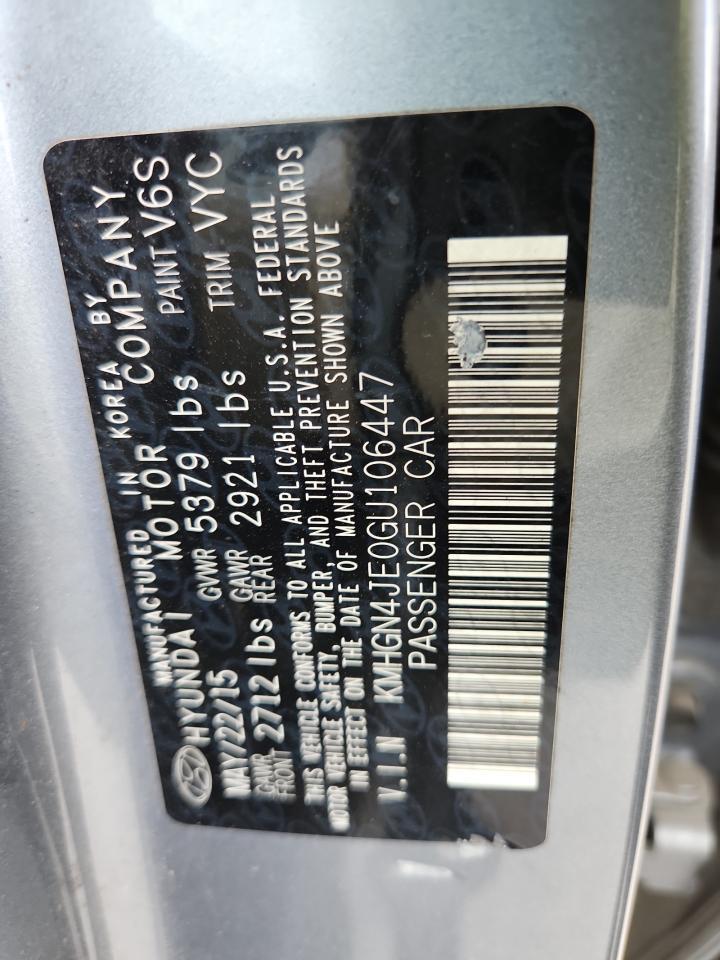 MANUFACTURED IN KOREA BY
HYUNDAI MOTOR COMPANY
MAY/22/15 GVWR 5379 lbs PAINT V6S
GAWR FRONT 2712 lbs GAWR REAR 2921 lbs TRIM VYC
THIS VEHICLE CONFORMS TO ALL APPLICABLE U.S.A. FEDERAL
MOTOR VEHICLE SAFETY, BUMPER, AND THEFT PREVENTION STANDARDS
IN EFFECT ON THE DATE OF MANUFACTURE SHOWN ABOVE
V.I.N KMHGN4JE0GU106447
PASSENGER CAR